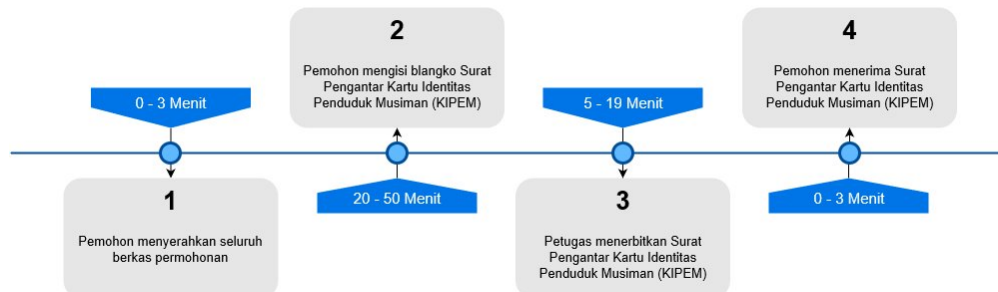 0 - 3 Menit
1
Pemohon menyerahkan seluruh
berkas permohonan
2
Pemohon mengisi blangko Surat
Pengantar Kartu Identitas
Penduduk Musiman (KIPEM)
20 - 50 Menit
5 - 19 Menit
3
Petugas menerbitkan Surat
Pengantar Kartu Identitas
Penduduk Musiman (KIPEM)
4
Pemohon menerima Surat
Pengantar Kartu Identitas
Penduduk Musiman (KIPEM)
0 - 3 Menit